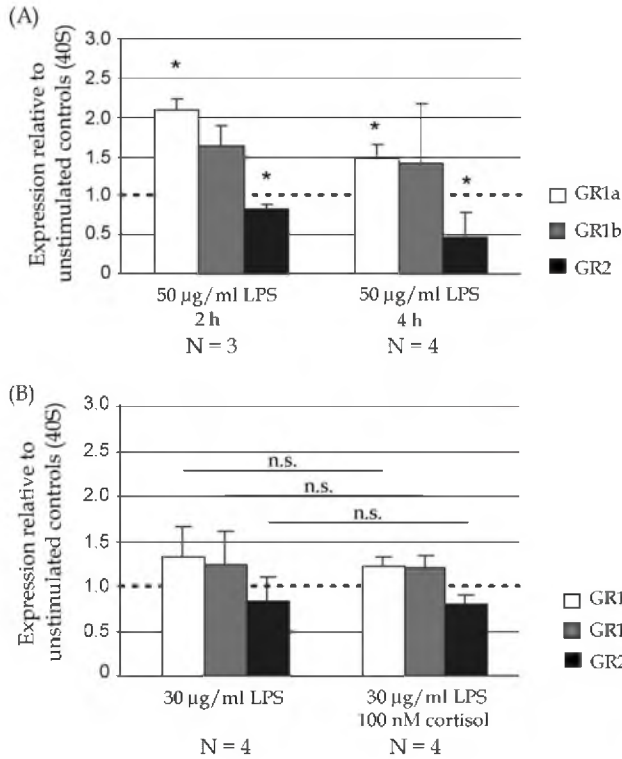 (A)
Expression relative to
unstimulated controls (40S)
3.0
2.5
2.0
1.5
1.0
0.5
0
*
*
*
*
50 µg/ml LPS
2 h
N = 3
50 µg/ml LPS
4 h
N = 4
GR1a
GR1b
GR2
(B)
Expression relative to
unstimulated controls (40S)
3.0
2.5
2.0
1.5
1.0
0.5
0
n.s.
n.s.
n.s.
30 µg/ml LPS
N = 4
30 µg/ml LPS
100 nM cortisol
N = 4
GR1
GR1
GR2